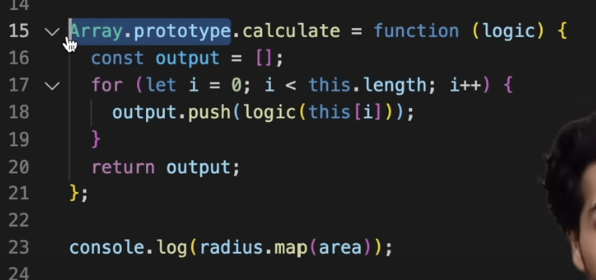 14
15 Array.prototype.calculate = function (logic) {
16   const output = [];
17   for (let i = 0; i < this.length; i++) {
18     output.push(logic(this[i]));
19   }
20   return output;
21 };
22
23 console.log(radius.map(area));
24